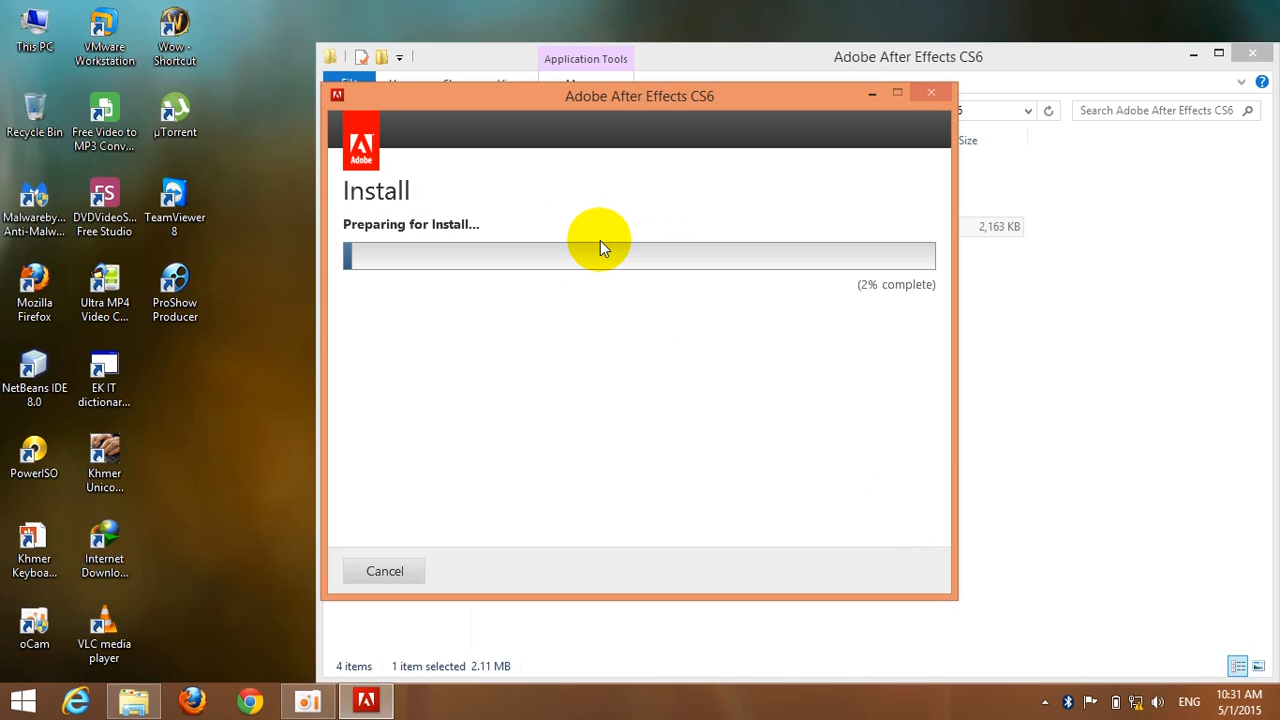 This PC
VMware
Workstation
Wow -
Shortcut
Recycle Bin
Free Video to
MP3 Conv...
µTorrent
Malwareby...
Anti-Malw...
DVDVideoS...
Free Studio
TeamViewer
8
Mozilla
Firefox
Ultra MP4
Video C...
ProShow
Producer
NetBeans IDE
8.0
EK IT
dictionar...
PowerISO
Khmer
Unico...
Khmer
Keyboa...
Internet
Downlo...
oCam
VLC media
player
Application Tools
Adobe After Effects CS6
File
Search Adobe After Effects CS6
Size
2,163 KB
Adobe After Effects CS6
Adobe
Install
Preparing for Install...
(2% complete)
Cancel
4 items
1 item selected 2.11 MB
ENG
10:31 AM
5/1/2015